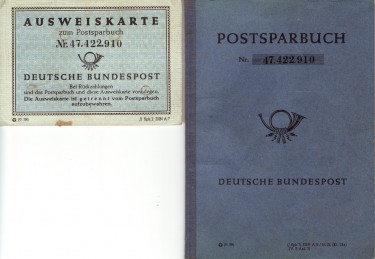 AUSWEISKARTE
zum Postsparbuch
Nr. 47.422.910
DEUTSCHE BUNDESPOST
Bei Rückzahlungen
sind das Postsparbuch und diese Ausweiskarte vorzulegen.
Die Ausweiskarte ist getrennt vom Postsparbuch
aufzubewahren.
POSTSPARBUCH
Nr. 47.422.910
DEUTSCHE BUNDESPOST